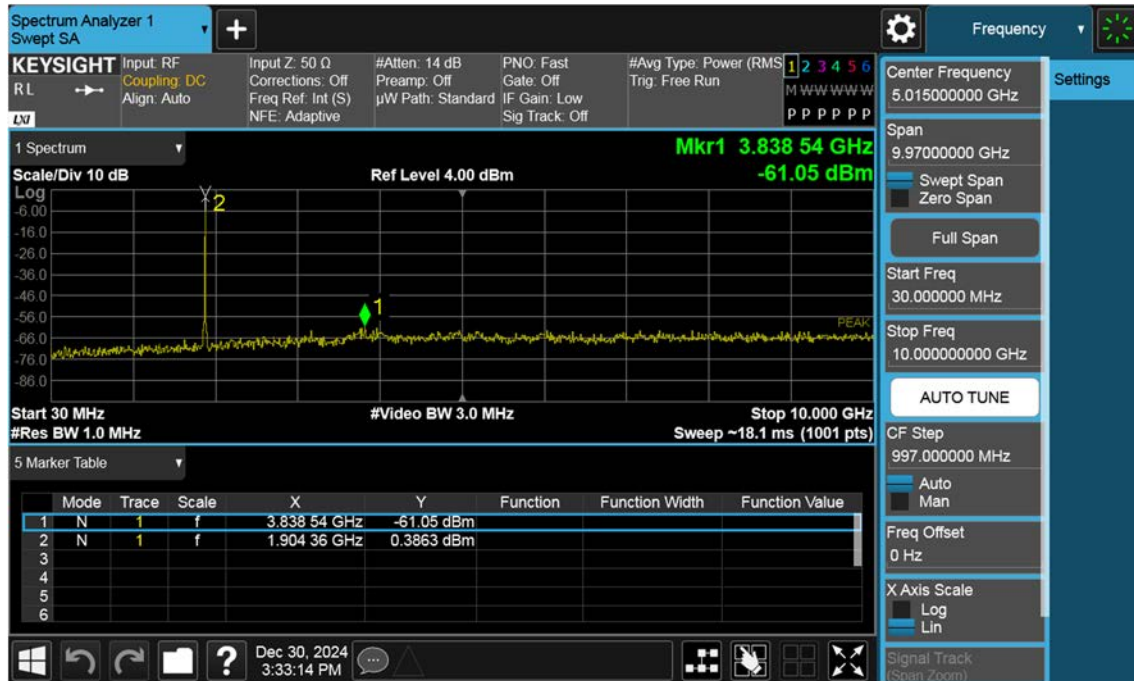 Spectrum Analyzer 1
Swept SA
Frequency
KEYSIGHT
RL
LXI
Input: RF
Coupling: DC
Align: Auto
Input Z: 50 Ω
Corrections: Off
Freq Ref: Int (S)
NFE: Adaptive
#Atten: 14 dB
Preamp: Off
µW Path: Standard
PNO: Fast
Gate: Off
IF Gain: Low
Sig Track: Off
#Avg Type: Power (RMS
Trig: Free Run
1 2 3 4 5 6
M W W W W W
P P P P P P
1 Spectrum
Mkr1 3.838 54 GHz
-61.05 dBm
Scale/Div 10 dB
Ref Level 4.00 dBm
Log
-6.00
-16.0
-26.0
-36.0
-46.0
-56.0
-66.0
-76.0
-86.0
2
1
PEAK
Start 30 MHz
#Video BW 3.0 MHz
Stop 10.000 GHz
#Res BW 1.0 MHz
Sweep ~18.1 ms (1001 pts)
5 Marker Table
Mode Trace Scale X Y Function Function Width Function Value
1 N 1 f 3.838 54 GHz -61.05 dBm
2 N 1 f 1.904 36 GHz 0.3863 dBm
3
4
5
6
Dec 30, 2024
3:33:14 PM
Center Frequency
5.015000000 GHz
Settings
Span
9.97000000 GHz
Swept Span
Zero Span
Full Span
Start Freq
30.000000 MHz
Stop Freq
10.000000000 GHz
AUTO TUNE
CF Step
997.000000 MHz
Auto
Man
Freq Offset
0 Hz
X Axis Scale
Log
Lin
Signal Track
(Span Zoom)